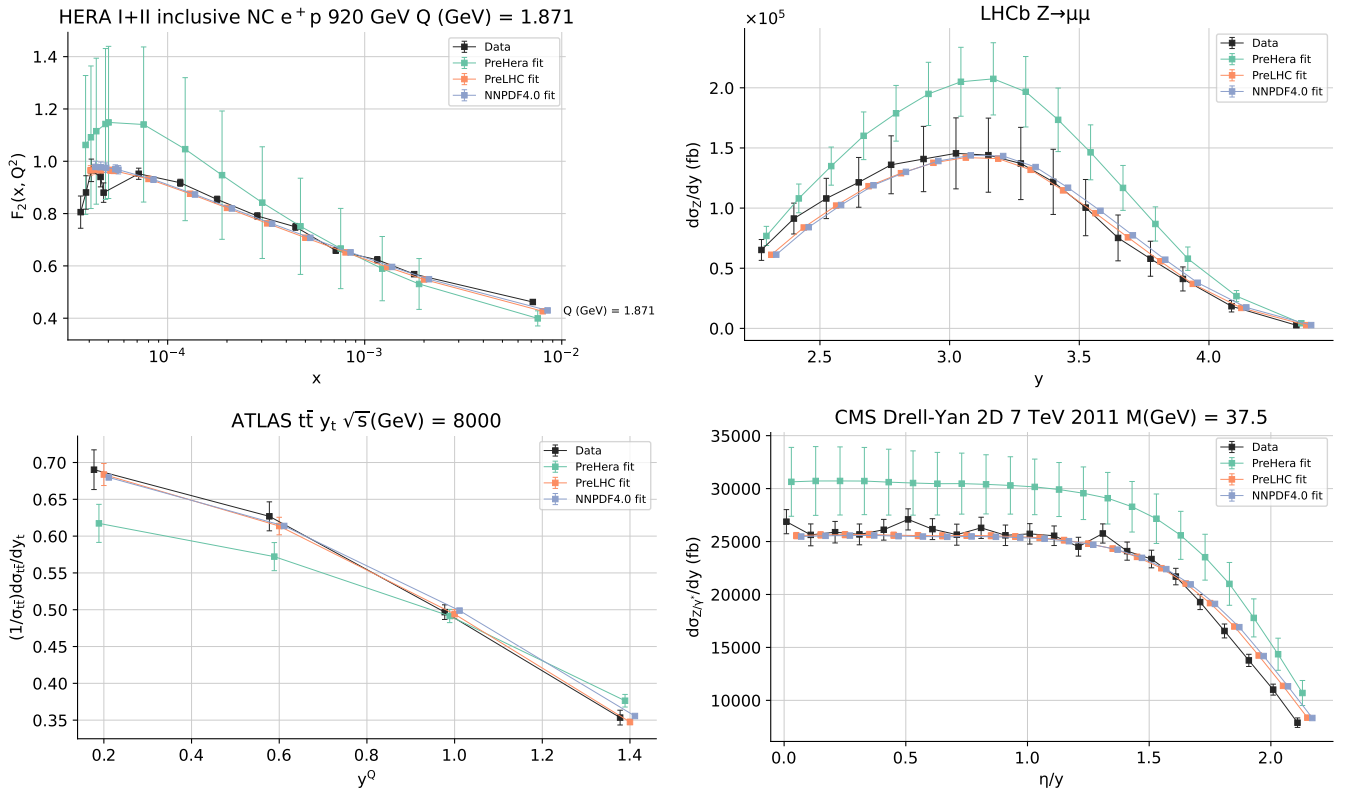 HERA I+II inclusive NC e⁺p 920 GeV Q (GeV) = 1.871
1.4
1.2
1.0
0.8
0.6
0.4
F₂(x, Q²)
Data
PreHera fit
PreLHC fit
NNPDF4.0 fit
Q (GeV) = 1.871
10⁻⁴
10⁻³
10⁻²
x
LHCb Z→μμ
×10⁵
2.0
1.5
1.0
0.5
0.0
dσ_Z/dy (fb)
Data
PreHera fit
PreLHC fit
NNPDF4.0 fit
2.5
3.0
3.5
4.0
y
ATLAS tt̄ y_t √s(GeV) = 8000
0.70
0.65
0.60
0.55
0.50
0.45
0.40
0.35
(1/σ_tt̄)dσ_tt̄/dy_t
Data
PreHera fit
PreLHC fit
NNPDF4.0 fit
0.2
0.4
0.6
0.8
1.0
1.2
1.4
y^Q
CMS Drell-Yan 2D 7 TeV 2011 M(GeV) = 37.5
35000
30000
25000
20000
15000
10000
dσ_Z/γ*/dy (fb)
Data
PreHera fit
PreLHC fit
NNPDF4.0 fit
0.0
0.5
1.0
1.5
2.0
η/y